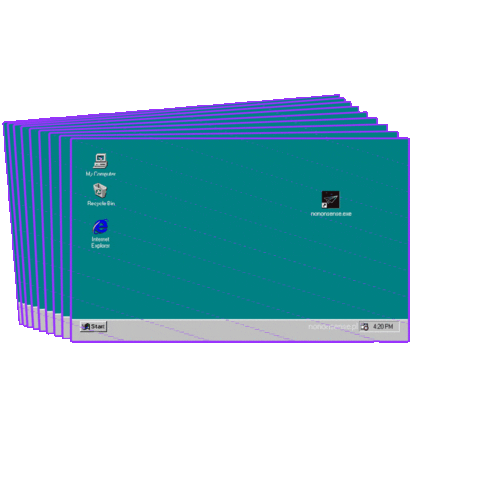 My Computer
Recycle Bin
Internet
Explorer
nononsense.exe
Start
4:20 PM